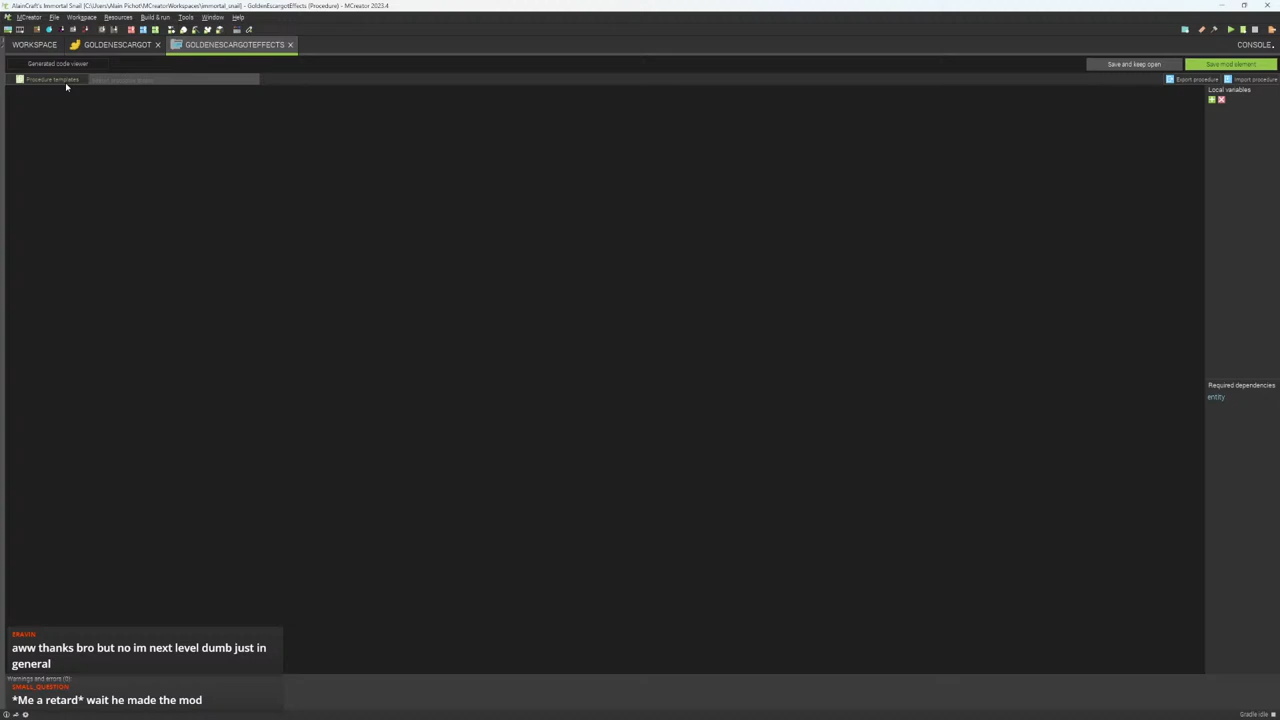 AlainCraft's Immortal Snail [C:\Users\Alain Pichot\MCreatorWorkspaces\immortal_snail] - GoldenEscargotEffects (Procedure) - MCreator 2023.4
MCreator File Workspace Resources Build & run Tools Window Help
WORKSPACE GOLDENESCARGOT GOLDENESCARGOTEFFECTS CONSOLE
Generated code viewer Save and keep open Save mod element
Procedure templates Export procedure Import procedure
Local variables
Required dependencies
entity
ERAVIN
aww thanks bro but no im next level dumb just in
general
Warnings and errors (0):
SMALL_QUESTION
*Me a retard* wait he made the mod
Gradle idle